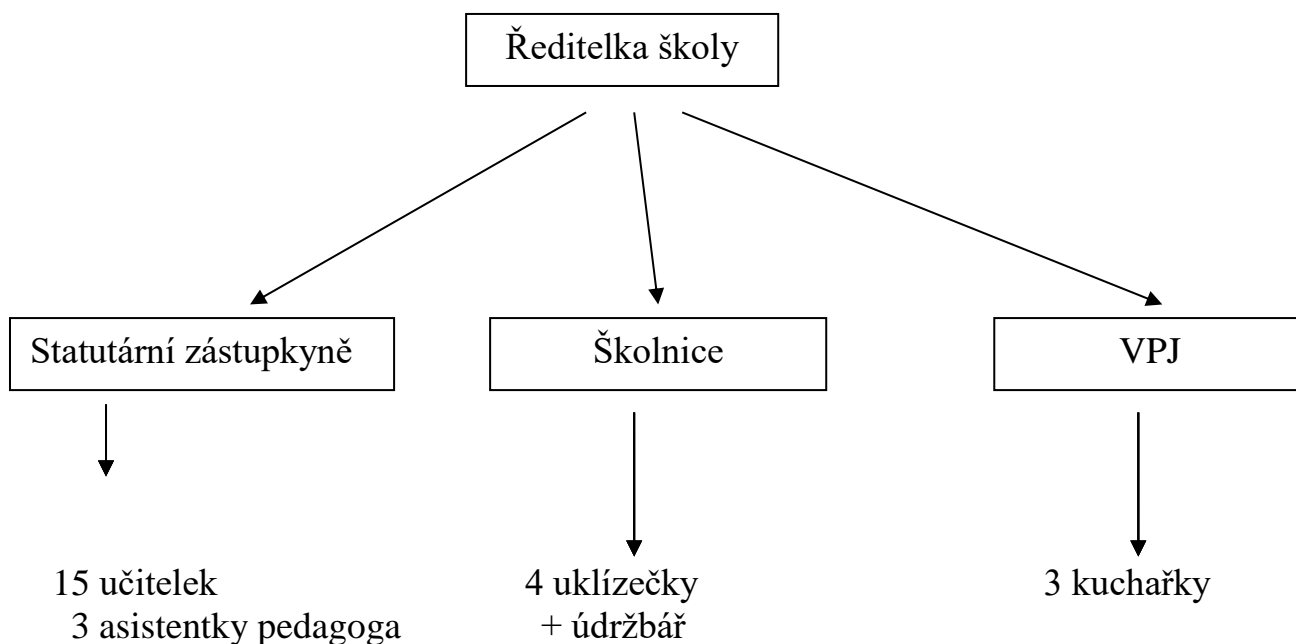 Ředitelka školy
Statutární zástupkyně
Školnice
VPJ
15 učitelek
3 asistentky pedagoga
4 uklízečky
+ údržbář
3 kuchařky